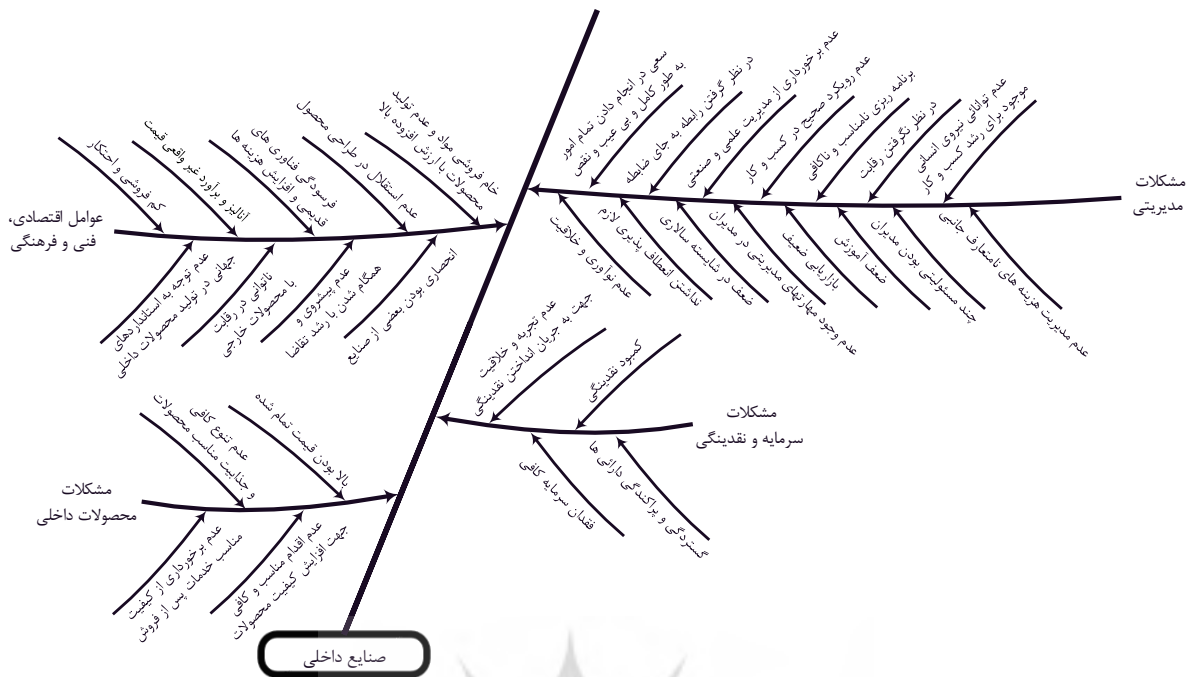 مشکلات
مدیریتی
عدم توانائی نیروی انسانی
موجود برای رشد کسب و کار
در نظر نگرفتن رقابت
برنامه ریزی نامناسب و ناکافی
عدم رویکرد صحیح در کسب و کار
عدم برخورداری از مدیریت علمی و صنعتی
در نظر گرفتن رابطه به جای ضابطه
سعی در انجام دادن تمام امور
به طور کامل و بی عیب و نقص
عدم مدیریت هزینه های نامتعارف جانبی
چند مسئولیتی بودن مدیران
ضعف آموزش
بازاریابی ضعیف
عدم وجود مهارتهای مدیریتی در مدیران
ضعف در شایسته سالاری
نداشتن انعطاف پذیری لازم
عدم نوآوری و خلاقیت
عوامل اقتصادی،
فنی و فرهنگی
خام فروشی مواد و عدم تولید
محصولات با ارزش افزوده بالا
عدم استقلال در طراحی محصول
فرسودگی فناوری های
قدیمی و افزایش هزینه ها
آنالیز و برآورد غیر واقعی قیمت
کم فروشی و احتکار
انحصاری بودن بعضی از صنایع
عدم پیشروی و
همگام شدن با رشد تقاضا
ناتوانی در رقابت
با محصولات خارجی
عدم توجه به استانداردهای
جهانی در تولید محصولات داخلی
مشکلات
سرمایه و نقدینگی
کمبود نقدینگی
عدم تجربه و خلاقیت
جهت به جریان انداختن نقدینگی
گستردگی و پراکندگی دارائی ها
فقدان سرمایه کافی
مشکلات
محصولات داخلی
بالا بودن قیمت تمام شده
عدم تنوع کافی
و جذابیت مناسب محصولات
عدم اقدام مناسب و کافی
جهت افزایش کیفیت محصولات
عدم برخورداری از کیفیت
مناسب خدمات پس از فروش
صنایع داخلی